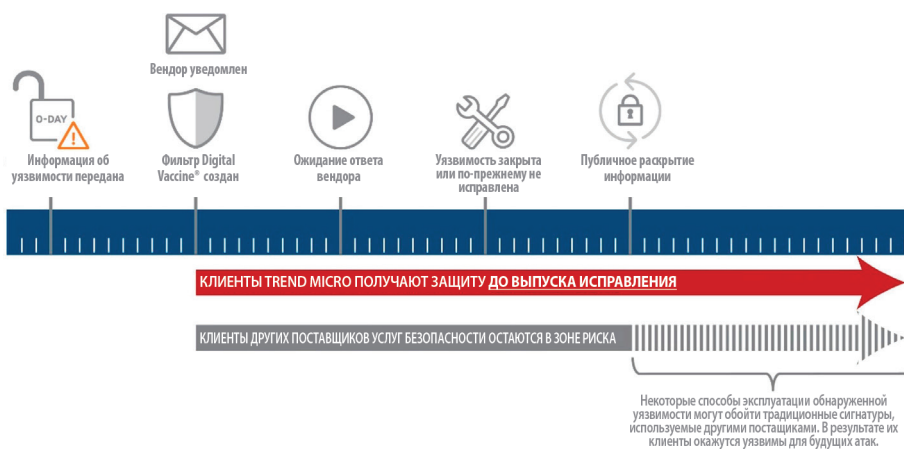 Вендор уведомлен
0-DAY
Информация об
уязвимости передана
Фильтр Digital
Vaccine® создан
Ожидание ответа
вендора
Уязвимость закрыта
или по-прежнему не
исправлена
Публичное раскрытие
информации
КЛИЕНТЫ TREND MICRO ПОЛУЧАЮТ ЗАЩИТУ ДО ВЫПУСКА ИСПРАВЛЕНИЯ
КЛИЕНТЫ ДРУГИХ ПОСТАВЩИКОВ УСЛУГ БЕЗОПАСНОСТИ ОСТАЮТСЯ В ЗОНЕ РИСКА
Некоторые способы эксплуатации обнаруженной
уязвимости могут обойти традиционные сигнатуры,
используемые другими постащиками. В результате их
клиенты окажутся уязвимы для будущих атак.